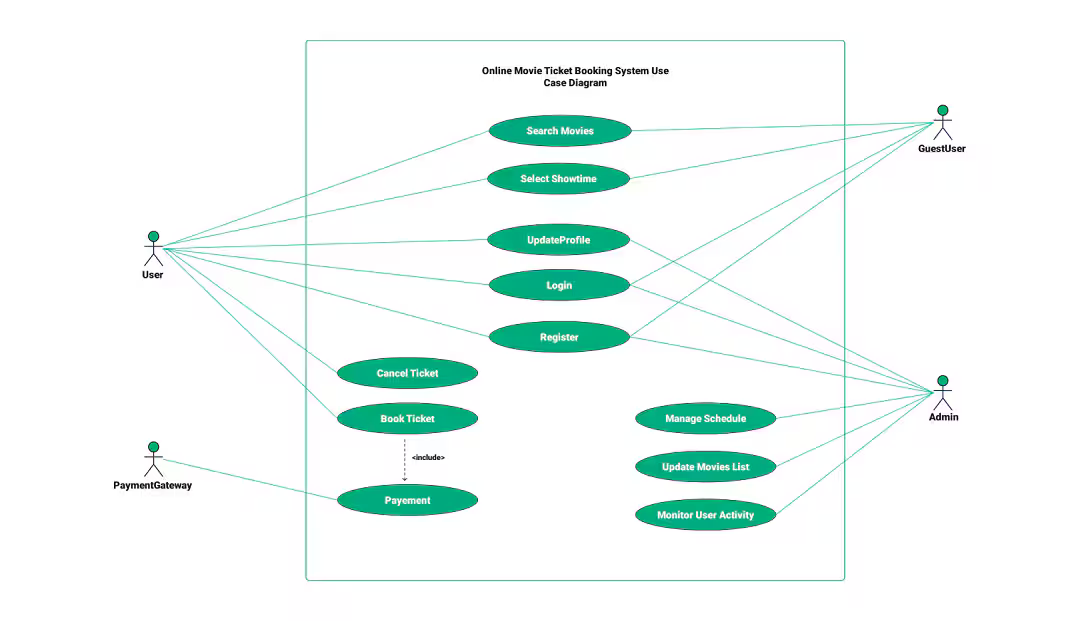 Online Movie Ticket Booking System Use
Case Diagram
Search Movies
GuestUser
Select Showtime
UpdateProfile
User
Login
Register
Cancel Ticket
Book Ticket
Manage Schedule
Admin
<include>
Update Movies List
PaymentGateway
Payement
Monitor User Activity